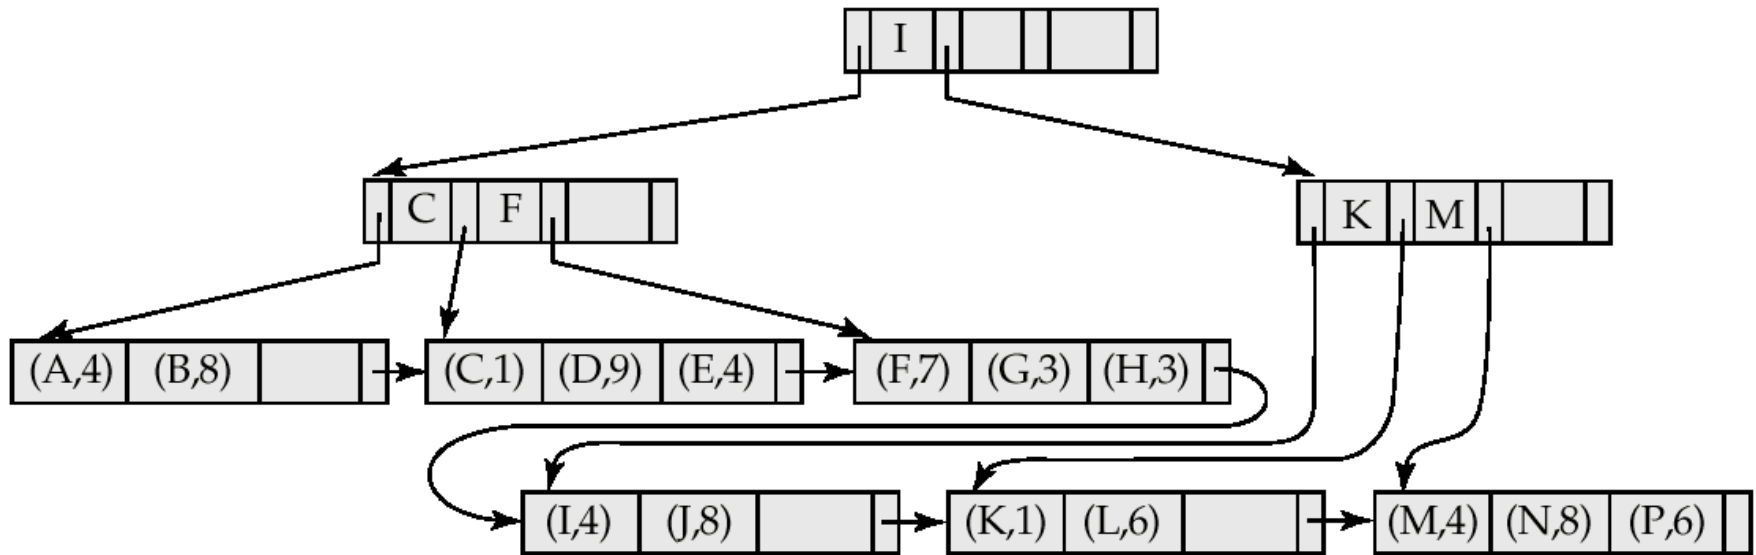 I
C F K M
(A,4) (B,8) (C,1) (D,9) (E,4) (F,7) (G,3) (H,3)
(I,4) (J,8) (K,1) (L,6) (M,4) (N,8) (P,6)